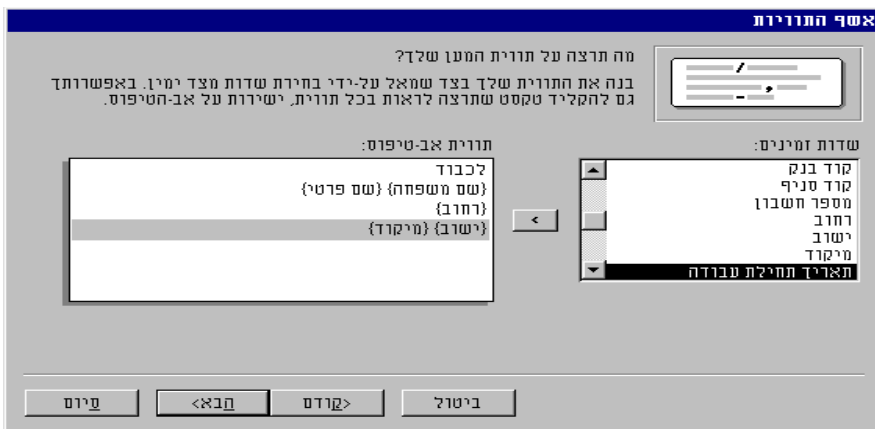 אשף התוויות
מה תרצה על תווית המען שלך?
בנה את התווית שלך בצד שמאל על-ידי בחירת שדות מצד ימין. באפשרותך
גם להקליד טקסט שתרצה לראות בכל תווית, ישירות על אב-הטיפוס.
שדות זמינים:
קוד בנק
קוד סניף
מספר חשבון
רחוב
ישוב
מיקוד
תאריך תחילת עבודה
>
תווית אב-טיפוס:
לכבוד
{שם משפחה} {שם פרטי}
{רחוב}
{ישוב} {מיקוד}
ביטול
<קודם
הבא>
סיום